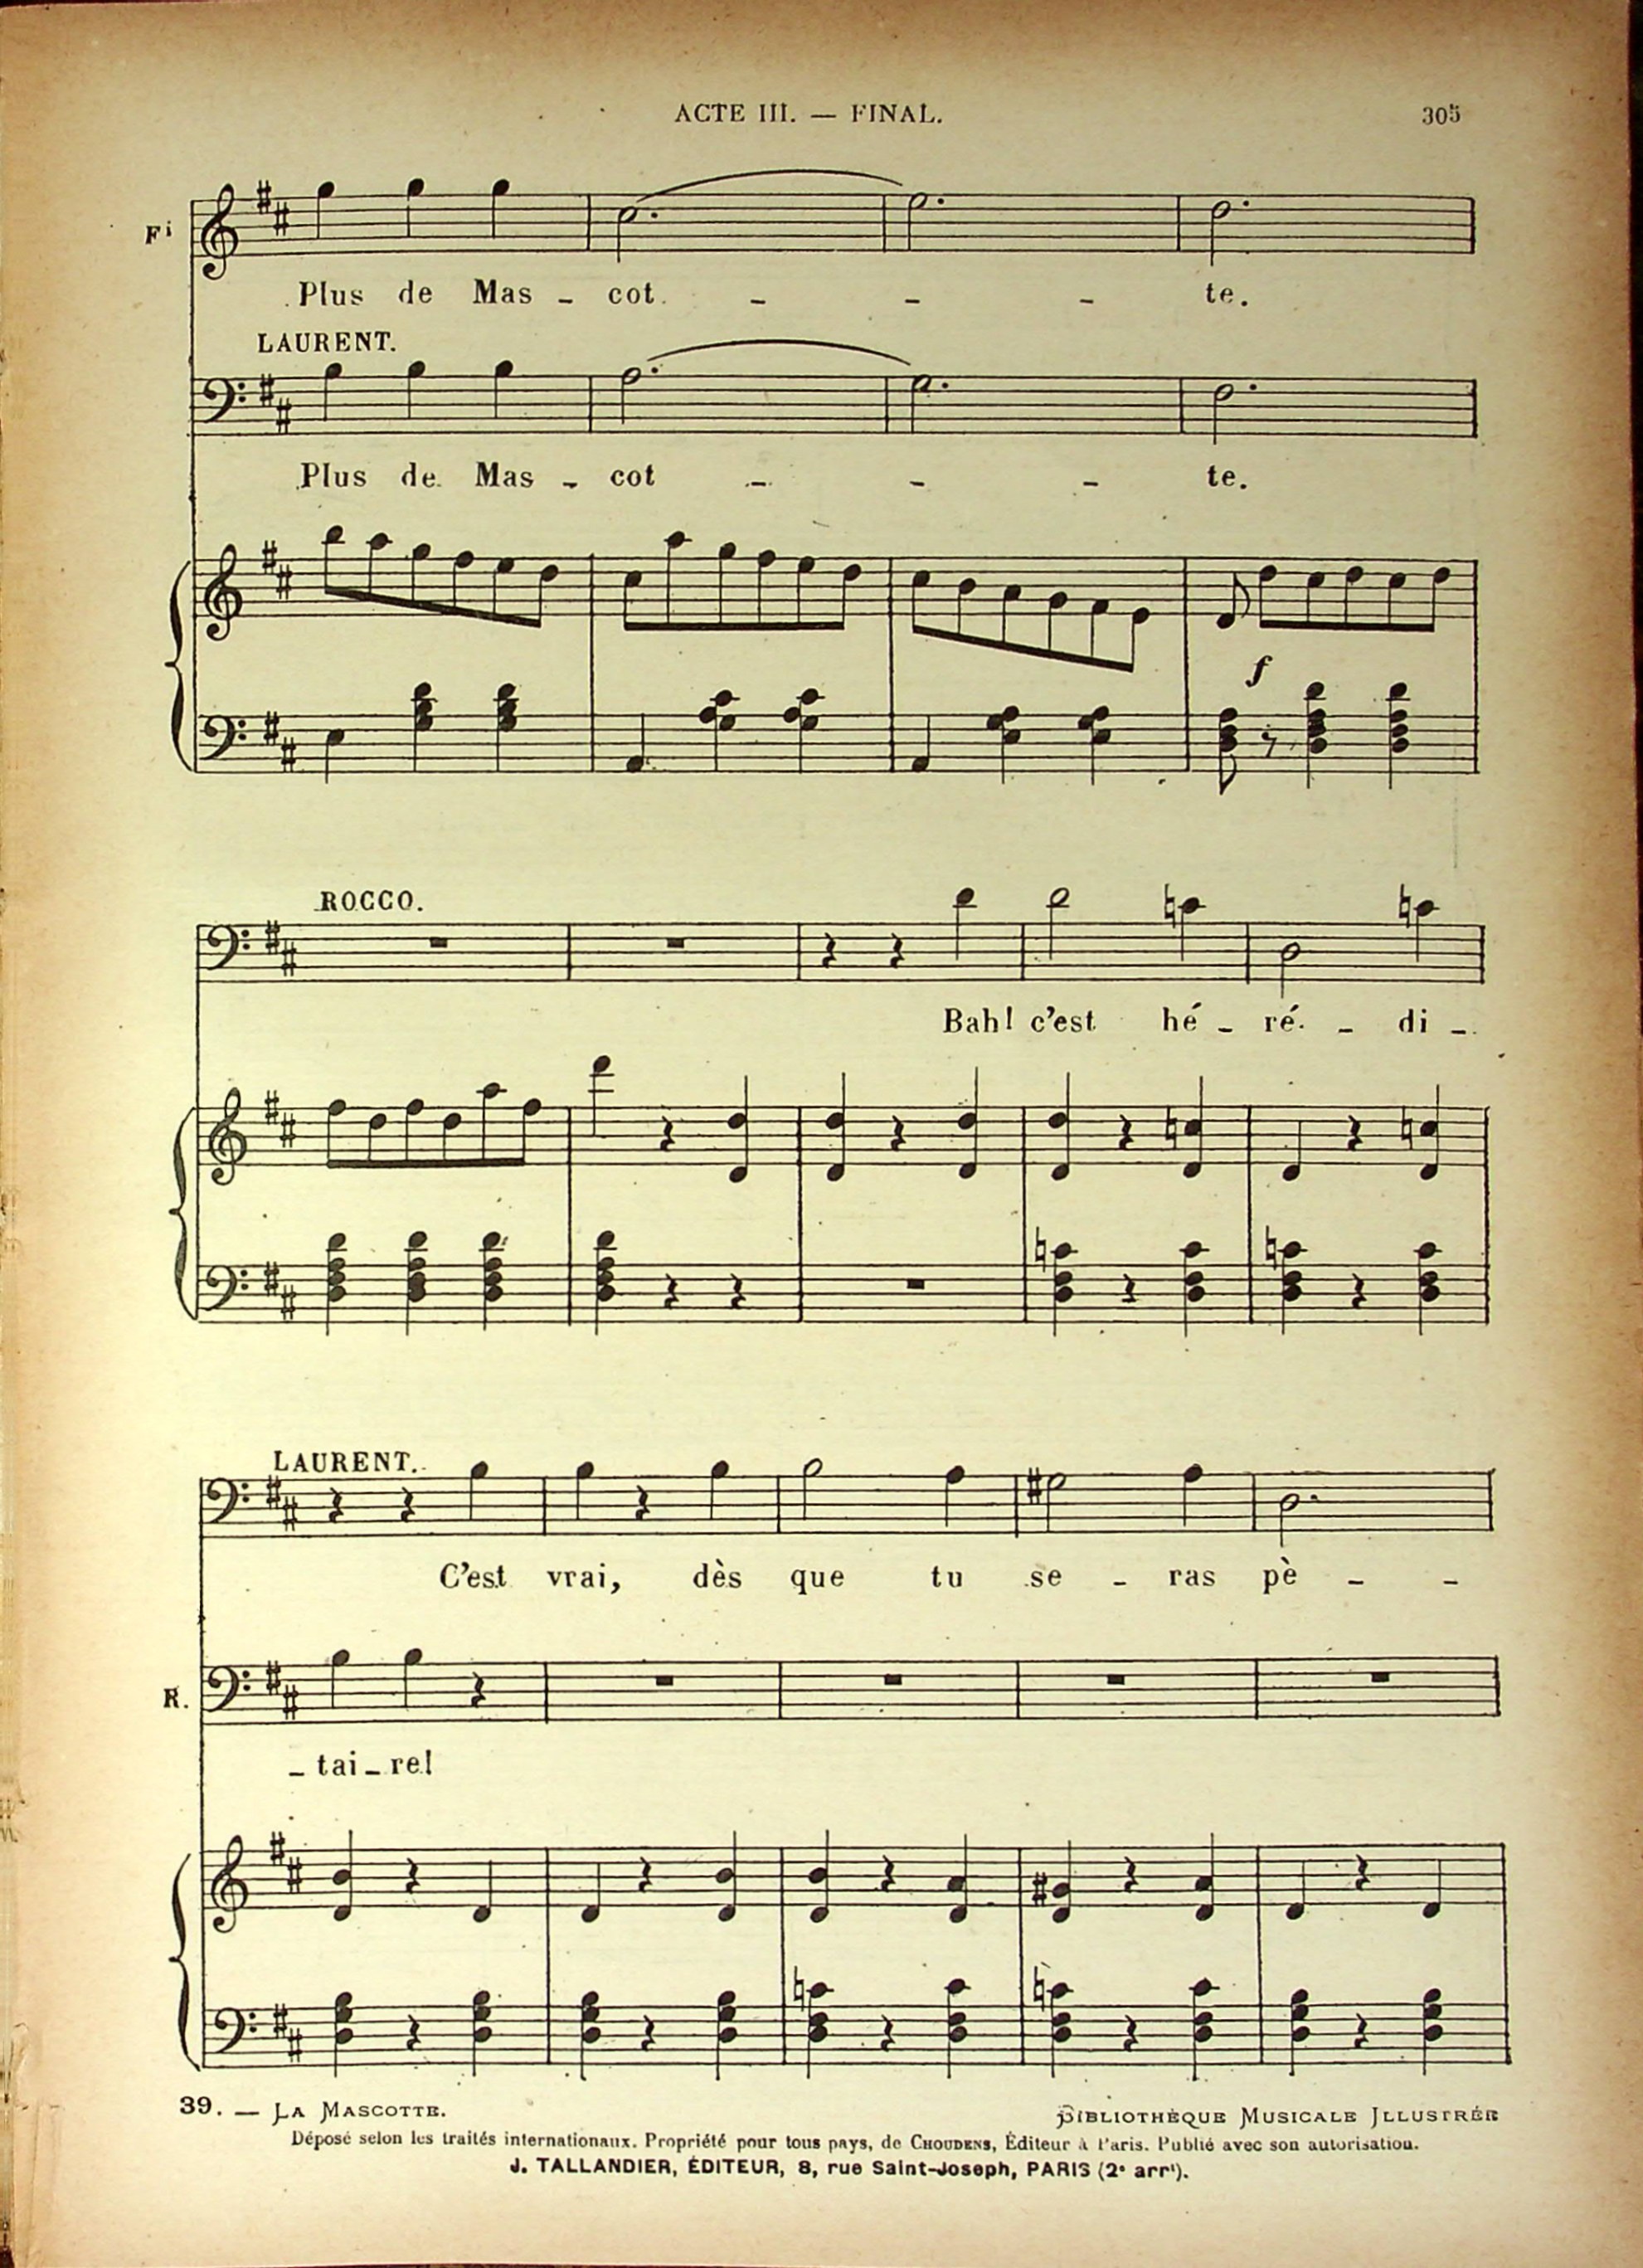 ACTE III. — FINAL. 305
Fi
Plus de Mas - cot - - - te.
LAURENT.
Plus de Mas - cot - - - te.
f
ROCCO.
Bah! c'est hé - ré - di -
LAURENT.
C'est vrai, dès que tu se - ras pè - -
R.
- tai - re!
39. — LA MASCOTTE. BIBLIOTHÈQUE MUSICALE ILLUSTRÉE
Déposé selon les traités internationaux. Propriété pour tous pays, de CHOUDENS, Éditeur à Paris. Publié avec son autorisation.
J. TALLANDIER, ÉDITEUR, 8, rue Saint-Joseph, PARIS (2e arrt).